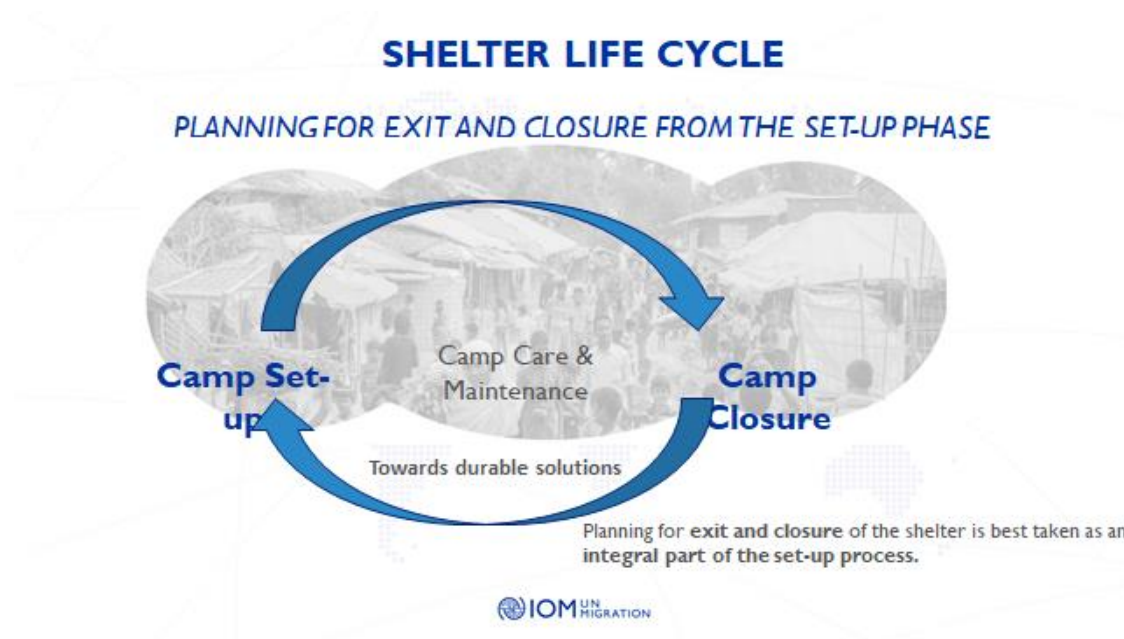 SHELTER LIFE CYCLE
PLANNING FOR EXIT AND CLOSURE FROM THE SET-UP PHASE
Camp Care &
Maintenance
Camp Set-
up
Camp
Closure
Towards durable solutions
Planning for exit and closure of the shelter is best taken as an
integral part of the set-up process.
IOM UN
MIGRATION